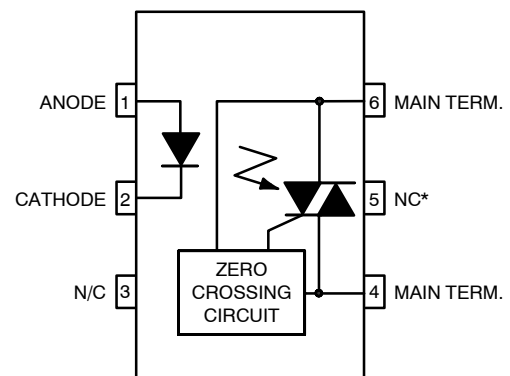 ANODE 1
6 MAIN TERM.
CATHODE 2
5 NC*
N/C 3
ZERO
CROSSING
CIRCUIT
4 MAIN TERM.